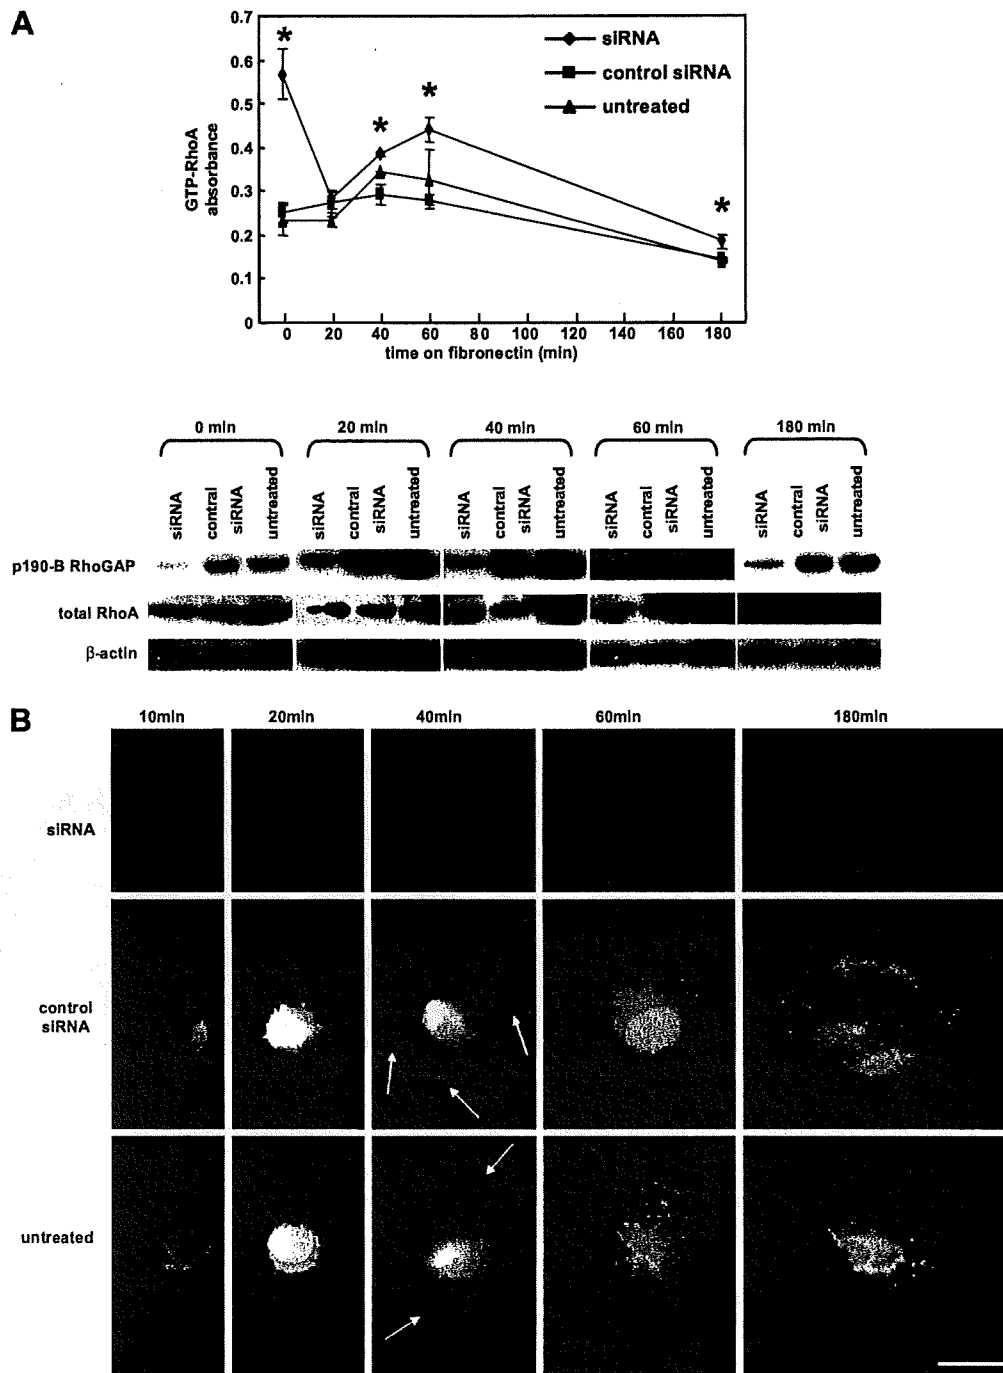 A
0.7
0.6
0.5
0.4
0.3
0.2
0.1
0
GTP-RhoA
absorbance
*
*
*
*
siRNA
control siRNA
untreated
0 20 40 60 80 100 120 140 160 180
time on fibronectin (min)
0 min 20 min 40 min 60 min 180 min
siRNA contral siRNA untreated siRNA control siRNA untreated siRNA control siRNA untreated siRNA control siRNA untreated siRNA control siRNA untreated
p190-B RhoGAP
total RhoA
β-actin
B
10min 20min 40min 60min 180min
siRNA
control
siRNA
untreated